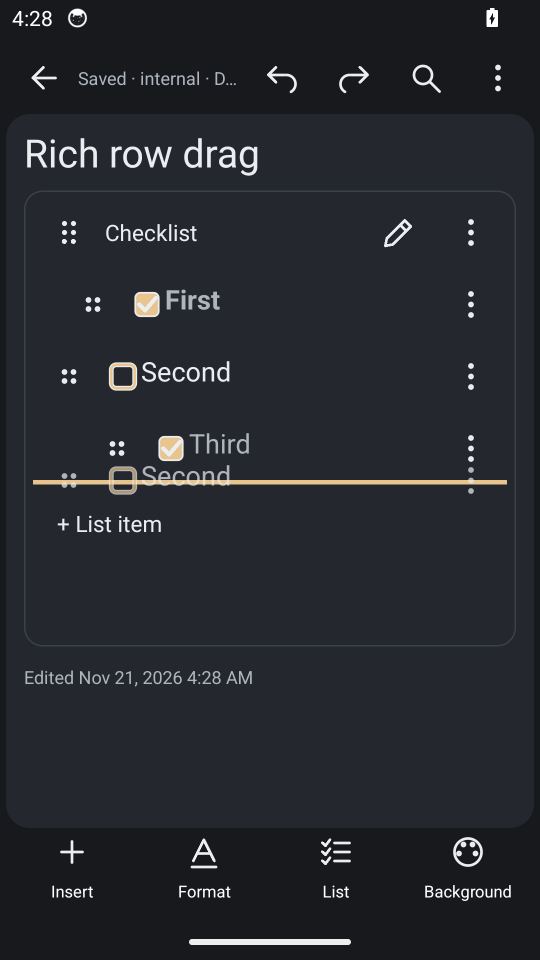 4:28
Saved · internal · D...
Rich row drag
Checklist
First
Second
Third
Second
+ List item
Edited Nov 21, 2026 4:28 AM
Insert
Format
List
Background